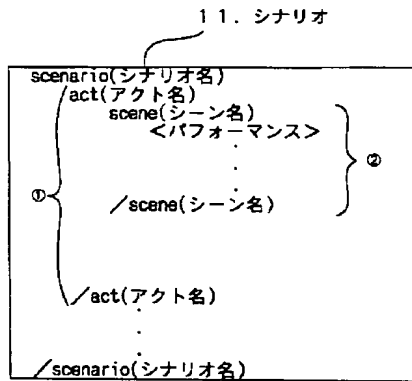 11. シナリオ
scenario(シナリオ名)
act(アクト名)
scene(シーン名)
<パフォーマンス>
②
①
/scene(シーン名)
/act(アクト名)
/scenario(シナリオ名)